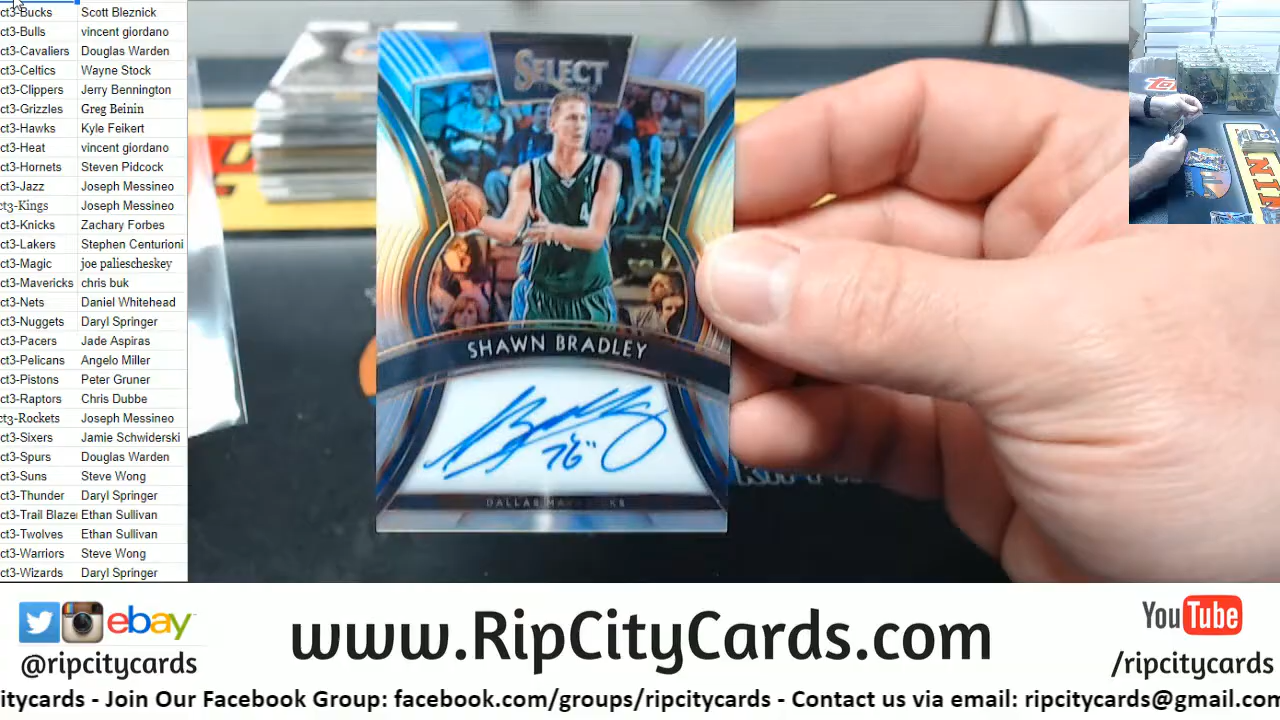 ct3-Bucks Scott Bleznick
ct3-Bulls vincent giordano
ct3-Cavaliers Douglas Warden
ct3-Celtics Wayne Stock
ct3-Clippers Jerry Bennington
ct3-Grizzles Greg Beinin
ct3-Hawks Kyle Feikert
ct3-Heat vincent giordano
ct3-Hornets Steven Pidcock
ct3-Jazz Joseph Messineo
ct3-Kings Joseph Messineo
ct3-Knicks Zachary Forbes
ct3-Lakers Stephen Centurioni
ct3-Magic joe paliescheskey
ct3-Mavericks chris buk
ct3-Nets Daniel Whitehead
ct3-Nuggets Daryl Springer
ct3-Pacers Jade Aspiras
ct3-Pelicans Angelo Miller
ct3-Pistons Peter Gruner
ct3-Raptors Chris Dubbe
ct3-Rockets Joseph Messineo
ct3-Sixers Jamie Schwiderski
ct3-Spurs Douglas Warden
ct3-Suns Steve Wong
ct3-Thunder Daryl Springer
ct3-Trail Blaze Ethan Sullivan
ct3-Twolves Ethan Sullivan
ct3-Warriors Steve Wong
ct3-Wizards Daryl Springer
SELECT
4
SHAWN BRADLEY
7'6"
DALLAS
ebay
@ripcitycards
www.RipCityCards.com
YouTube
/ripcitycards
citycards - Join Our Facebook Group: facebook.com/groups/ripcitycards - Contact us via email: ripcitycards@gmail.com